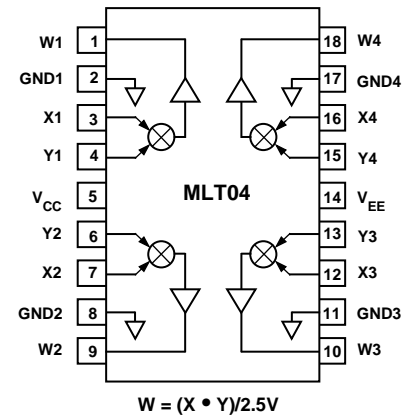 W1 1 18 W4
GND1 2 17 GND4
X1 3 16 X4
Y1 4 15 Y4
MLT04
VCC 5 14 VEE
Y2 6 13 Y3
X2 7 12 X3
GND2 8 11 GND3
W2 9 10 W3
W = (X • Y)/2.5V